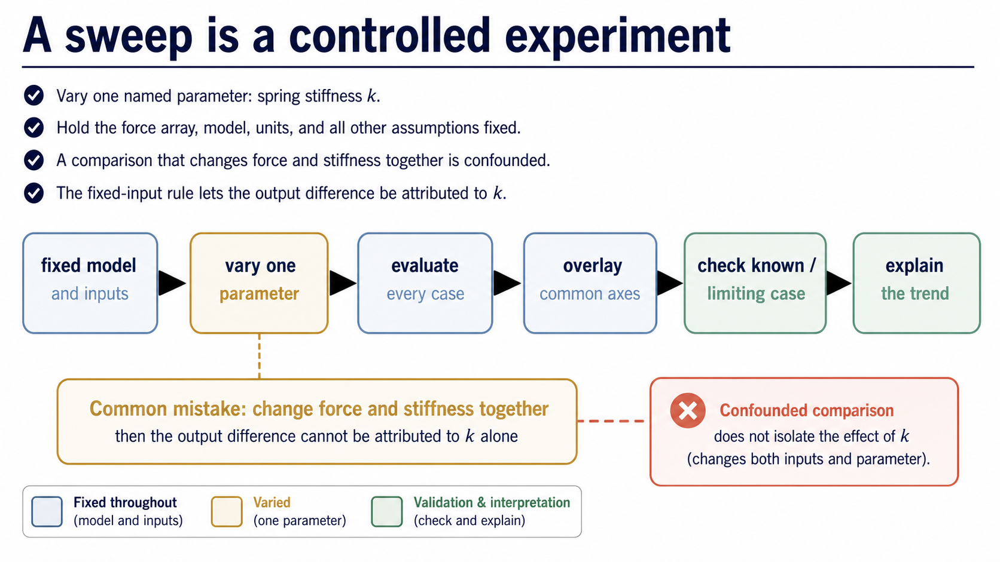 A sweep is a controlled experiment
Vary one named parameter: spring stiffness k.
Hold the force array, model, units, and all other assumptions fixed.
A comparison that changes force and stiffness together is confounded.
The fixed-input rule lets the output difference be attributed to k.
fixed model
and inputs
vary one
parameter
evaluate
every case
overlay
common axes
check known /
limiting case
explain
the trend
Common mistake: change force and stiffness together
then the output difference cannot be attributed to k alone
Confounded comparison
does not isolate the effect of k
(changes both inputs and parameter).
Fixed throughout
(model and inputs)
Varied
(one parameter)
Validation & interpretation
(check and explain)